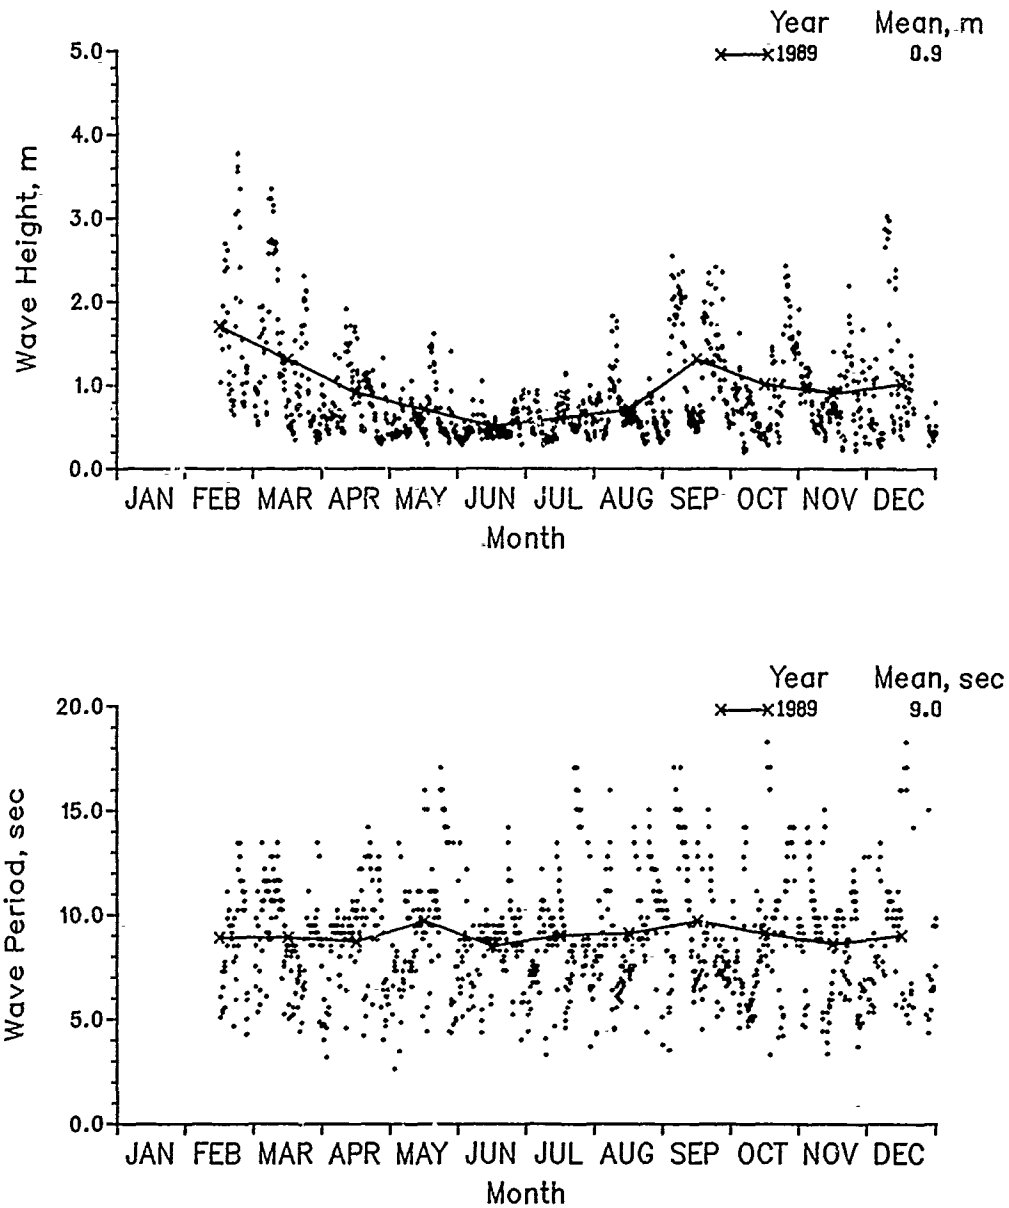 Year Mean, m
1989 0.9
5.0
4.0
3.0
2.0
1.0
0.0
Wave Height, m
JAN FEB MAR APR MAY JUN JUL AUG SEP OCT NOV DEC
Month
Year Mean, sec
1989 9.0
20.0
15.0
10.0
5.0
0.0
Wave Period, sec
JAN FEB MAR APR MAY JUN JUL AUG SEP OCT NOV DEC
Month